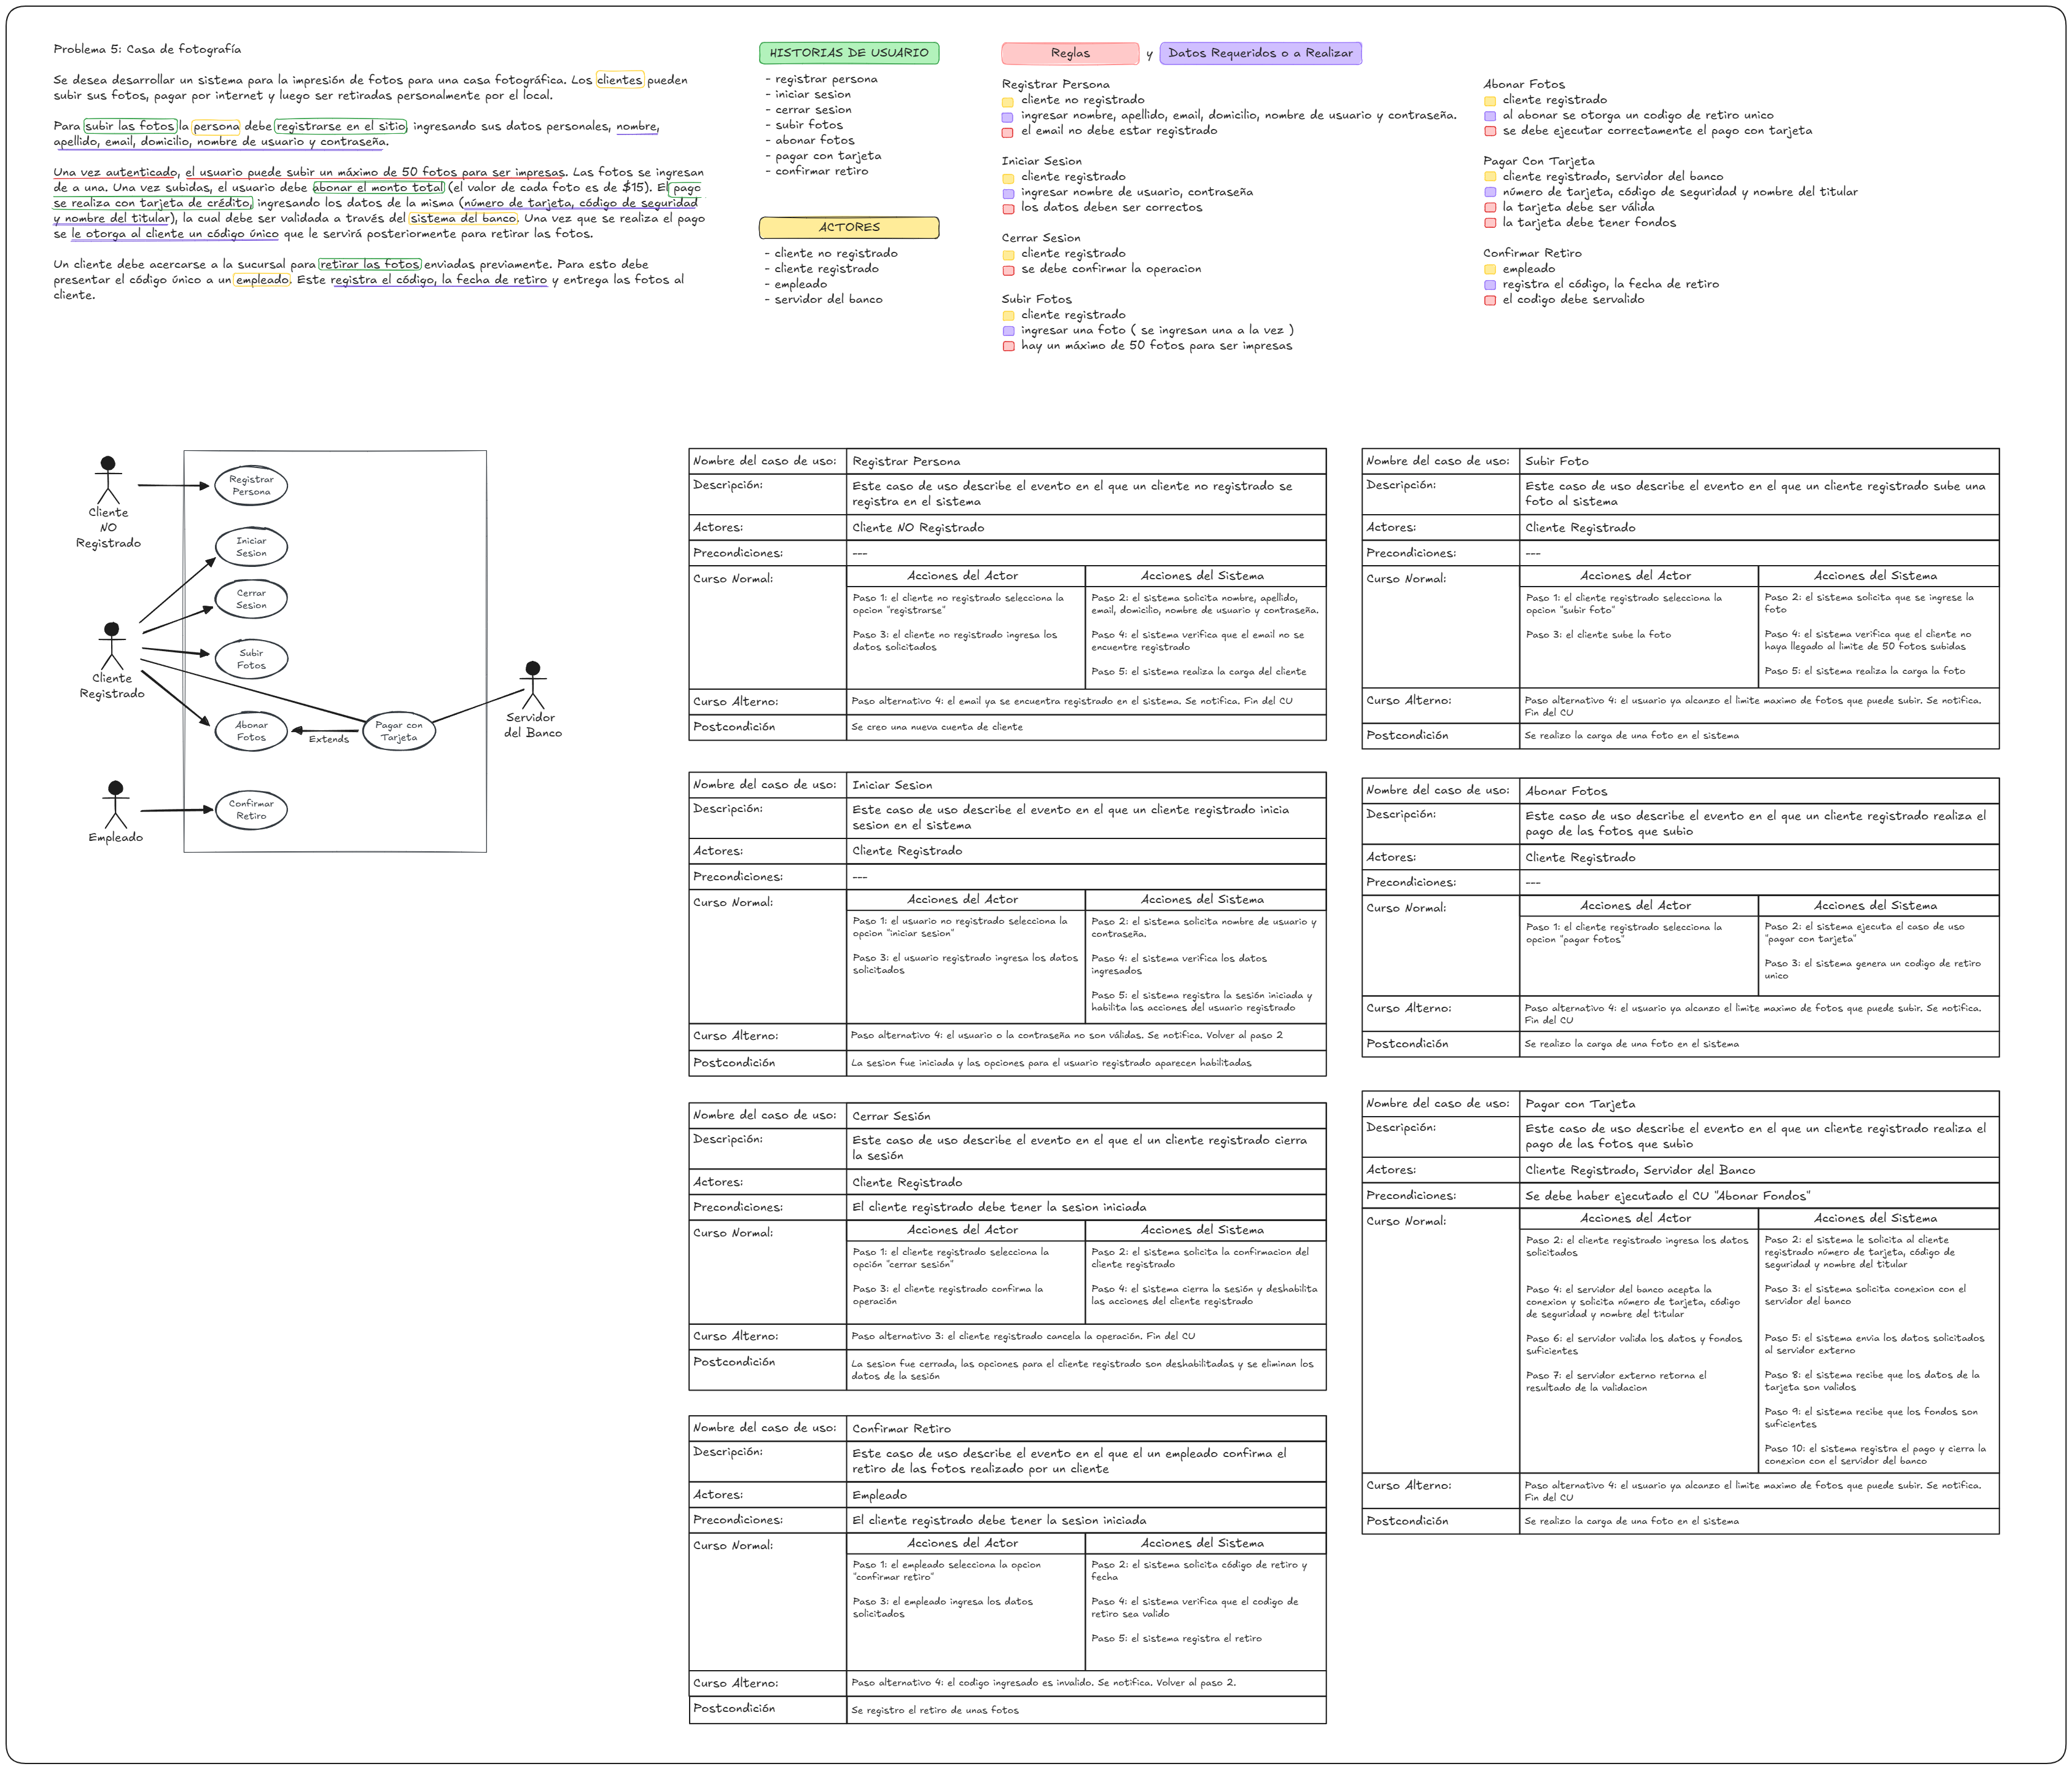 Problema 5: Casa de fotografía
Se desea desarrollar un sistema para la impresión de fotos para una casa fotográfica. Los clientes pueden
subir sus fotos, pagar por internet y luego ser retiradas personalmente por el local.
Para subir las fotos la persona debe registrarse en el sitio, ingresando sus datos personales, nombre,
apellido, email, domicilio, nombre de usuario y contraseña.
Una vez autenticado, el usuario puede subir un máximo de 50 fotos para ser impresas. Las fotos se ingresan
de a una. Una vez subidas, el usuario debe abonar el monto total (el valor de cada foto es de $15). El pago
se realiza con tarjeta de crédito, ingresando los datos de la misma (número de tarjeta, código de seguridad
y nombre del titular), la cual debe ser validada a través del sistema del banco. Una vez que se realiza el pago
se le otorga al cliente un código único que le servirá posteriormente para retirar las fotos.
Un cliente debe acercarse a la sucursal para retirar las fotos enviadas previamente. Para esto debe
presentar el código único a un empleado. Este registra el código, la fecha de retiro y entrega las fotos al
cliente.
HISTORIAS DE USUARIO
- registrar persona
- iniciar sesion
- cerrar sesion
- subir fotos
- abonar fotos
- pagar con tarjeta
- confirmar retiro
ACTORES
- cliente no registrado
- cliente registrado
- empleado
- servidor del banco
Reglas y Datos Requeridos o a Realizar
Registrar Persona
cliente no registrado
ingresar nombre, apellido, email, domicilio, nombre de usuario y contraseña.
el email no debe estar registrado
Iniciar Sesion
cliente registrado
ingresar nombre de usuario, contraseña
los datos deben ser correctos
Cerrar Sesion
cliente registrado
se debe confirmar la operacion
Subir Fotos
cliente registrado
ingresar una foto ( se ingresan una a la vez )
hay un máximo de 50 fotos para ser impresas
Abonar Fotos
cliente registrado
al abonar se otorga un codigo de retiro unico
se debe ejecutar correctamente el pago con tarjeta
Pagar Con Tarjeta
cliente registrado, servidor del banco
número de tarjeta, código de seguridad y nombre del titular
la tarjeta debe ser válida
la tarjeta debe tener fondos
Confirmar Retiro
empleado
registra el código, la fecha de retiro
el codigo debe servalido
Cliente
NO
Registrado
Registrar
Persona
Iniciar
Sesion
Cerrar
Sesion
Subir
Fotos
Cliente
Registrado
Abonar
Fotos
Extends
Pagar con
Tarjeta
Servidor
del Banco
Confirmar
Retiro
Empleado
Nombre del caso de uso: Registrar Persona
Descripción: Este caso de uso describe el evento en el que un cliente no registrado se
registra en el sistema
Actores: Cliente NO Registrado
Precondiciones: ---
Curso Normal: Acciones del Actor Acciones del Sistema
Paso 1: el cliente no registrado selecciona la
opcion "registrarse"
Paso 3: el cliente no registrado ingresa los
datos solicitados
Paso 2: el sistema solicita nombre, apellido,
email, domicilio, nombre de usuario y contraseña.
Paso 4: el sistema verifica que el email no se
encuentre registrado
Paso 5: el sistema realiza la carga del cliente
Curso Alterno: Paso alternativo 4: el email ya se encuentra registrado en el sistema. Se notifica. Fin del CU
Postcondición Se creo una nueva cuenta de cliente
Nombre del caso de uso: Iniciar Sesion
Descripción: Este caso de uso describe el evento en el que un cliente registrado inicia
sesion en el sistema
Actores: Cliente Registrado
Precondiciones: ---
Curso Normal: Acciones del Actor Acciones del Sistema
Paso 1: el usuario no registrado selecciona la
opcion "iniciar sesion"
Paso 3: el usuario registrado ingresa los datos
solicitados
Paso 2: el sistema solicita nombre de usuario y
contraseña.
Paso 4: el sistema verifica los datos
ingresados
Paso 5: el sistema registra la sesión iniciada y
habilita las acciones del usuario registrado
Curso Alterno: Paso alternativo 4: el usuario o la contraseña no son válidas. Se notifica. Volver al paso 2
Postcondición La sesion fue iniciada y las opciones para el usuario registrado aparecen habilitadas
Nombre del caso de uso: Cerrar Sesión
Descripción: Este caso de uso describe el evento en el que el un cliente registrado cierra
la sesión
Actores: Cliente Registrado
Precondiciones: El cliente registrado debe tener la sesion iniciada
Curso Normal: Acciones del Actor Acciones del Sistema
Paso 1: el cliente registrado selecciona la
opción "cerrar sesión"
Paso 3: el cliente registrado confirma la
operación
Paso 2: el sistema solicita la confirmacion del
cliente registrado
Paso 4: el sistema cierra la sesión y deshabilita
las acciones del cliente registrado
Curso Alterno: Paso alternativo 3: el cliente registrado cancela la operación. Fin del CU
Postcondición La sesion fue cerrada, las opciones para el cliente registrado son deshabilitadas y se eliminan los
datos de la sesión
Nombre del caso de uso: Confirmar Retiro
Descripción: Este caso de uso describe el evento en el que el un empleado confirma el
retiro de las fotos realizado por un cliente
Actores: Empleado
Precondiciones: El cliente registrado debe tener la sesion iniciada
Curso Normal: Acciones del Actor Acciones del Sistema
Paso 1: el empleado selecciona la opcion
"confirmar retiro"
Paso 3: el empleado ingresa los datos
solicitados
Paso 2: el sistema solicita código de retiro y
fecha
Paso 4: el sistema verifica que el codigo de
retiro sea valido
Paso 5: el sistema registra el retiro
Curso Alterno: Paso alternativo 4: el codigo ingresado es invalido. Se notifica. Volver al paso 2.
Postcondición Se registro el retiro de unas fotos
Nombre del caso de uso: Subir Foto
Descripción: Este caso de uso describe el evento en el que un cliente registrado sube una
foto al sistema
Actores: Cliente Registrado
Precondiciones: ---
Curso Normal: Acciones del Actor Acciones del Sistema
Paso 1: el cliente registrado selecciona la
opcion "subir foto"
Paso 3: el cliente sube la foto
Paso 2: el sistema solicita que se ingrese la
foto
Paso 4: el sistema verifica que el cliente no
haya llegado al limite de 50 fotos subidas
Paso 5: el sistema realiza la carga la foto
Curso Alterno: Paso alternativo 4: el usuario ya alcanzo el limite maximo de fotos que puede subir. Se notifica.
Fin del CU
Postcondición Se realizo la carga de una foto en el sistema
Nombre del caso de uso: Abonar Fotos
Descripción: Este caso de uso describe el evento en el que un cliente registrado realiza el
pago de las fotos que subio
Actores: Cliente Registrado
Precondiciones: ---
Curso Normal: Acciones del Actor Acciones del Sistema
Paso 1: el cliente registrado selecciona la
opcion "pagar fotos"
Paso 2: el sistema ejecuta el caso de uso
"pagar con tarjeta"
Paso 3: el sistema genera un codigo de retiro
unico
Curso Alterno: Paso alternativo 4: el usuario ya alcanzo el limite maximo de fotos que puede subir. Se notifica.
Fin del CU
Postcondición Se realizo la carga de una foto en el sistema
Nombre del caso de uso: Pagar con Tarjeta
Descripción: Este caso de uso describe el evento en el que un cliente registrado realiza el
pago de las fotos que subio
Actores: Cliente Registrado, Servidor del Banco
Precondiciones: Se debe haber ejecutado el CU "Abonar Fondos"
Curso Normal: Acciones del Actor Acciones del Sistema
Paso 2: el cliente registrado ingresa los datos
solicitados
Paso 4: el servidor del banco acepta la
conexion y solicita número de tarjeta, código
de seguridad y nombre del titular
Paso 6: el servidor valida los datos y fondos
suficientes
Paso 7: el servidor externo retorna el
resultado de la validacion
Paso 2: el sistema le solicita al cliente
registrado número de tarjeta, código de
seguridad y nombre del titular
Paso 3: el sistema solicita conexion con el
servidor del banco
Paso 5: el sistema envia los datos solicitados
al servidor externo
Paso 8: el sistema recibe que los datos de la
tarjeta son validos
Paso 9: el sistema recibe que los fondos son
suficientes
Paso 10: el sistema registra el pago y cierra la
conexion con el servidor del banco
Curso Alterno: Paso alternativo 4: el usuario ya alcanzo el limite maximo de fotos que puede subir. Se notifica.
Fin del CU
Postcondición Se realizo la carga de una foto en el sistema